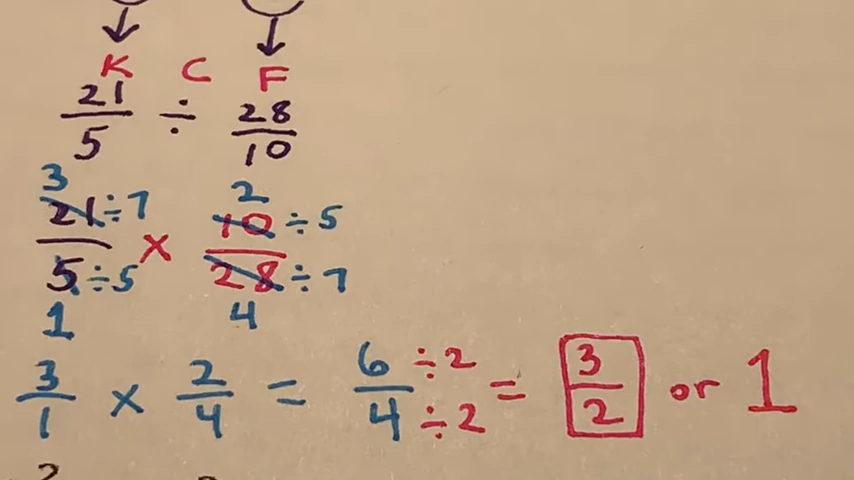 K C F
21/5 ÷ 28/10
3 2
21÷7/5÷5 x 10÷5/28÷7
1 4
3/1 x 2/4 = 6÷2/4÷2 = 3/2 or 1